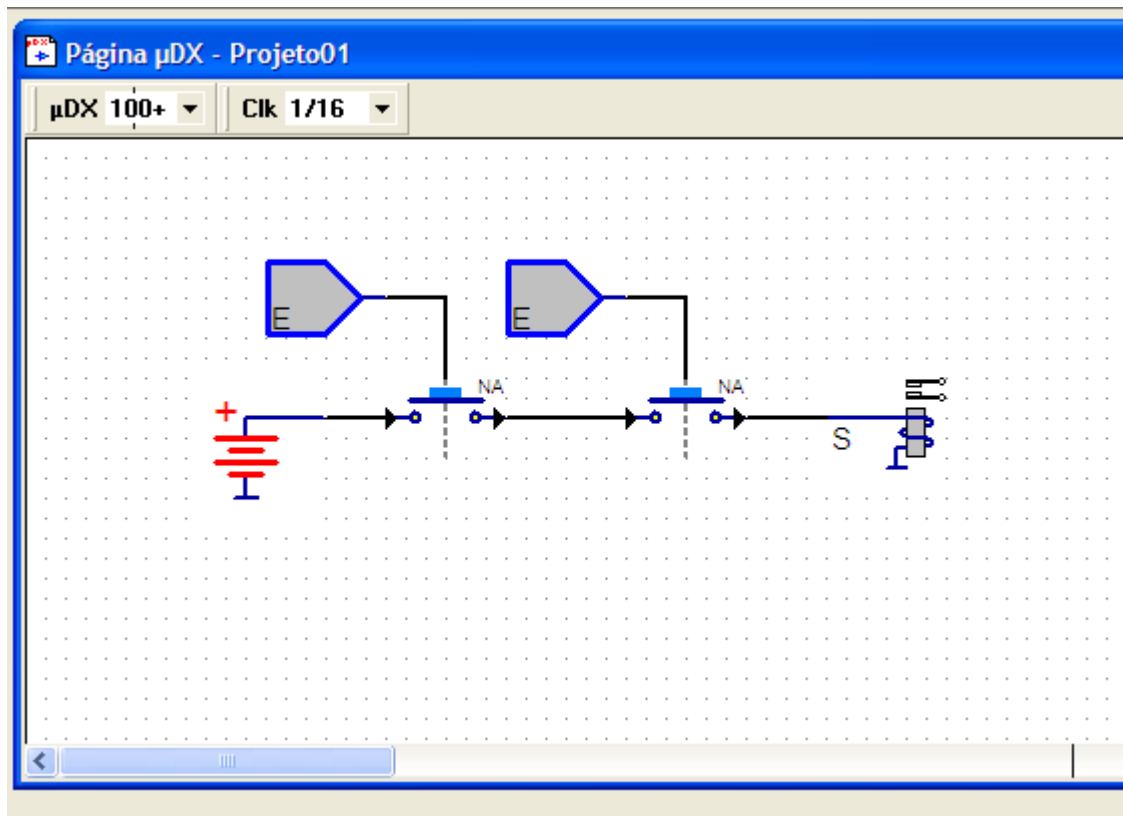 Página µDX - Projeto01
µDX 100+ Clk 1/16
E E
NA NA
+
S